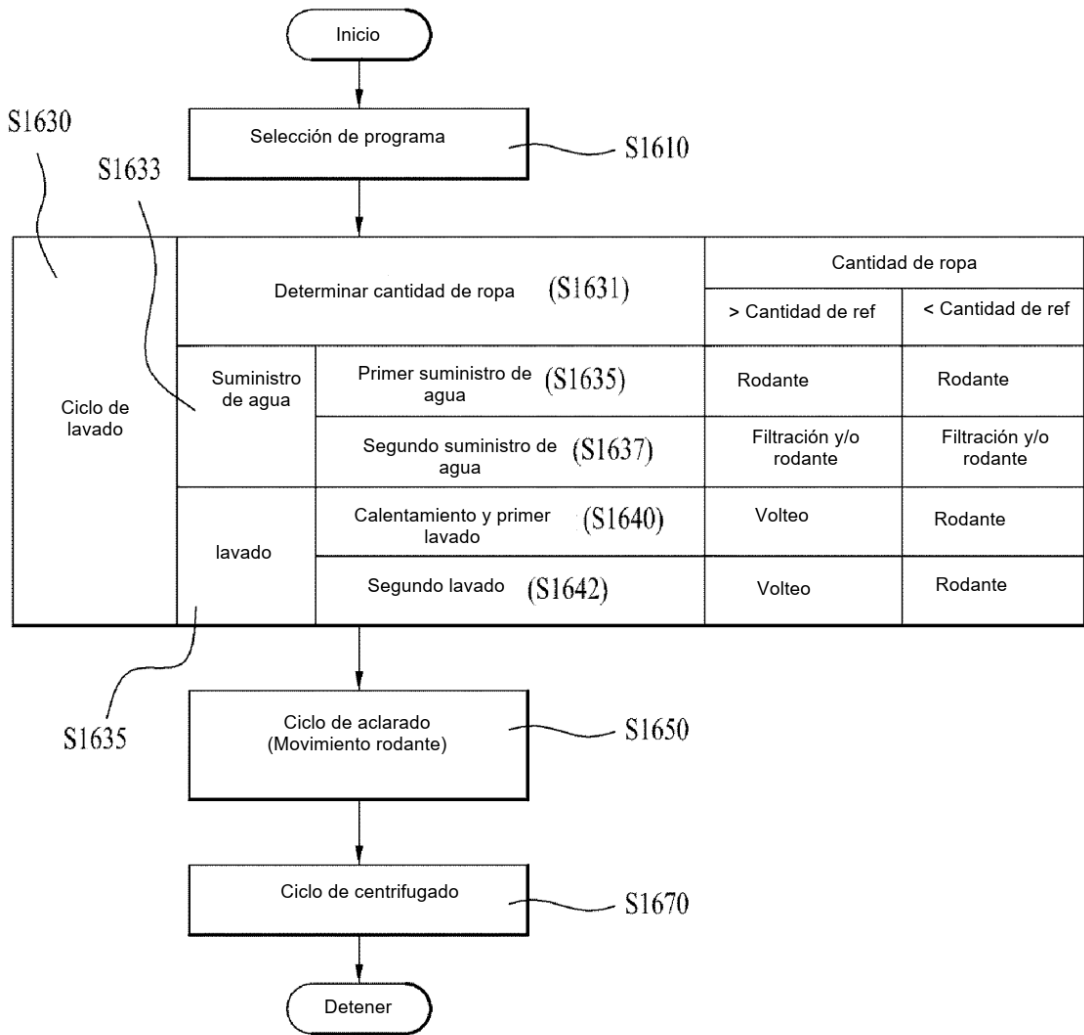 Inicio
S1630
Selección de programa
S1610
S1633
Determinar cantidad de ropa (S1631)
Cantidad de ropa
> Cantidad de ref
< Cantidad de ref
Ciclo de
lavado
Suministro
de agua
Primer suministro de
agua (S1635)
Rodante
Rodante
Segundo suministro de
agua (S1637)
Filtración y/o
rodante
Filtración y/o
rodante
lavado
Calentamiento y primer
lavado (S1640)
Volteo
Rodante
Segundo lavado (S1642)
Volteo
Rodante
S1635
Ciclo de aclarado
(Movimiento rodante)
S1650
Ciclo de centrifugado
S1670
Detener